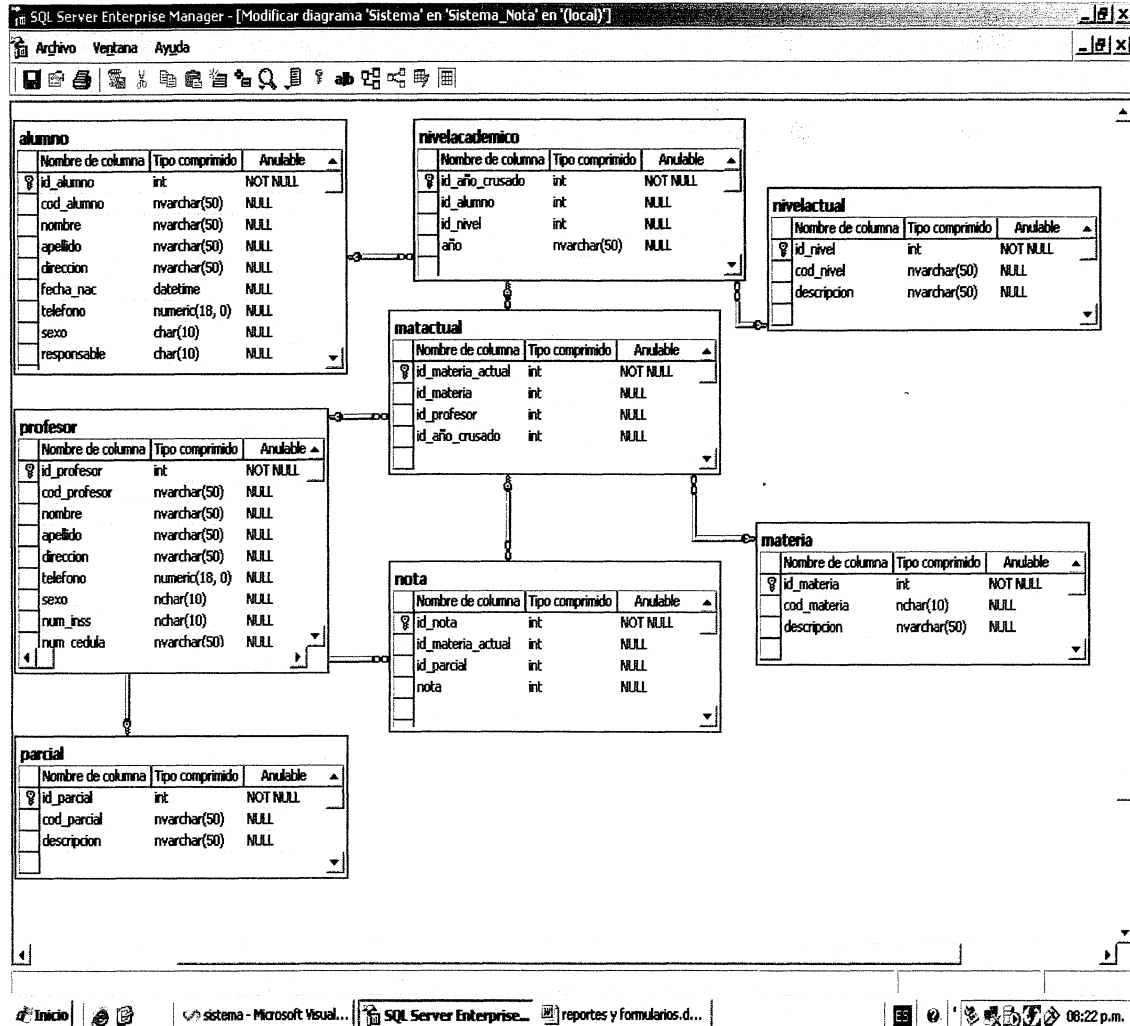 SQL Server Enterprise Manager - [Modificar diagrama 'Sistema' en 'Sistema_Nota' en '(local)']
Archivo Ventana Ayuda
alumno
Nombre de columna Tipo comprimido Anulable
id_alumno int NOT NULL
cod_alumno nvarchar(50) NULL
nombre nvarchar(50) NULL
apellido nvarchar(50) NULL
direccion nvarchar(50) NULL
fecha_nac datetime NULL
telefono numeric(18, 0) NULL
sexo char(10) NULL
responsable char(10) NULL
nivelacademico
Nombre de columna Tipo comprimido Anulable
id_año_crusado int NOT NULL
id_alumno int NULL
id_nivel int NULL
año nvarchar(50) NULL
nivelactual
Nombre de columna Tipo comprimido Anulable
id_nivel int NOT NULL
cod_nivel nvarchar(50) NULL
descripcion nvarchar(50) NULL
matactual
Nombre de columna Tipo comprimido Anulable
id_materia_actual int NOT NULL
id_materia int NULL
id_profesor int NULL
id_año_crusado int NULL
profesor
Nombre de columna Tipo comprimido Anulable
id_profesor int NOT NULL
cod_profesor nvarchar(50) NULL
nombre nvarchar(50) NULL
apellido nvarchar(50) NULL
direccion nvarchar(50) NULL
telefono numeric(18, 0) NULL
sexo nchar(10) NULL
num_inss nchar(10) NULL
num_cedula nvarchar(50) NULL
materia
Nombre de columna Tipo comprimido Anulable
id_materia int NOT NULL
cod_materia nchar(10) NULL
descripcion nvarchar(50) NULL
nota
Nombre de columna Tipo comprimido Anulable
id_nota int NOT NULL
id_materia_actual int NULL
id_parcial int NULL
nota int NULL
parcial
Nombre de columna Tipo comprimido Anulable
id_parcial int NOT NULL
cod_parcial nvarchar(50) NULL
descripcion nvarchar(50) NULL
Inicio sistema - Microsoft Visual... SQL Server Enterprise... reportes y formularios.d... ES 08:22 p.m.